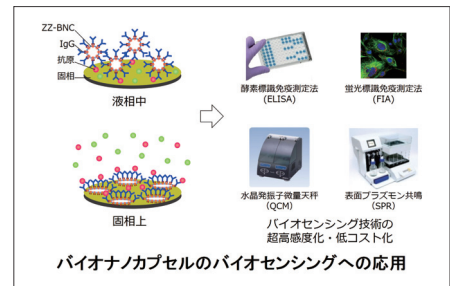 ZZ-BNC
IgG
抗原
固相
液相中
固相上
酵素標識免疫測定法
(ELISA)
蛍光標識免疫測定法
(FIA)
水晶発振子微量天秤
(QCM)
表面プラズモン共鳴
(SPR)
バイオセンシング技術の
超高感度化・低コスト化
バイオナノカプセルのバイオセンシングへの応用